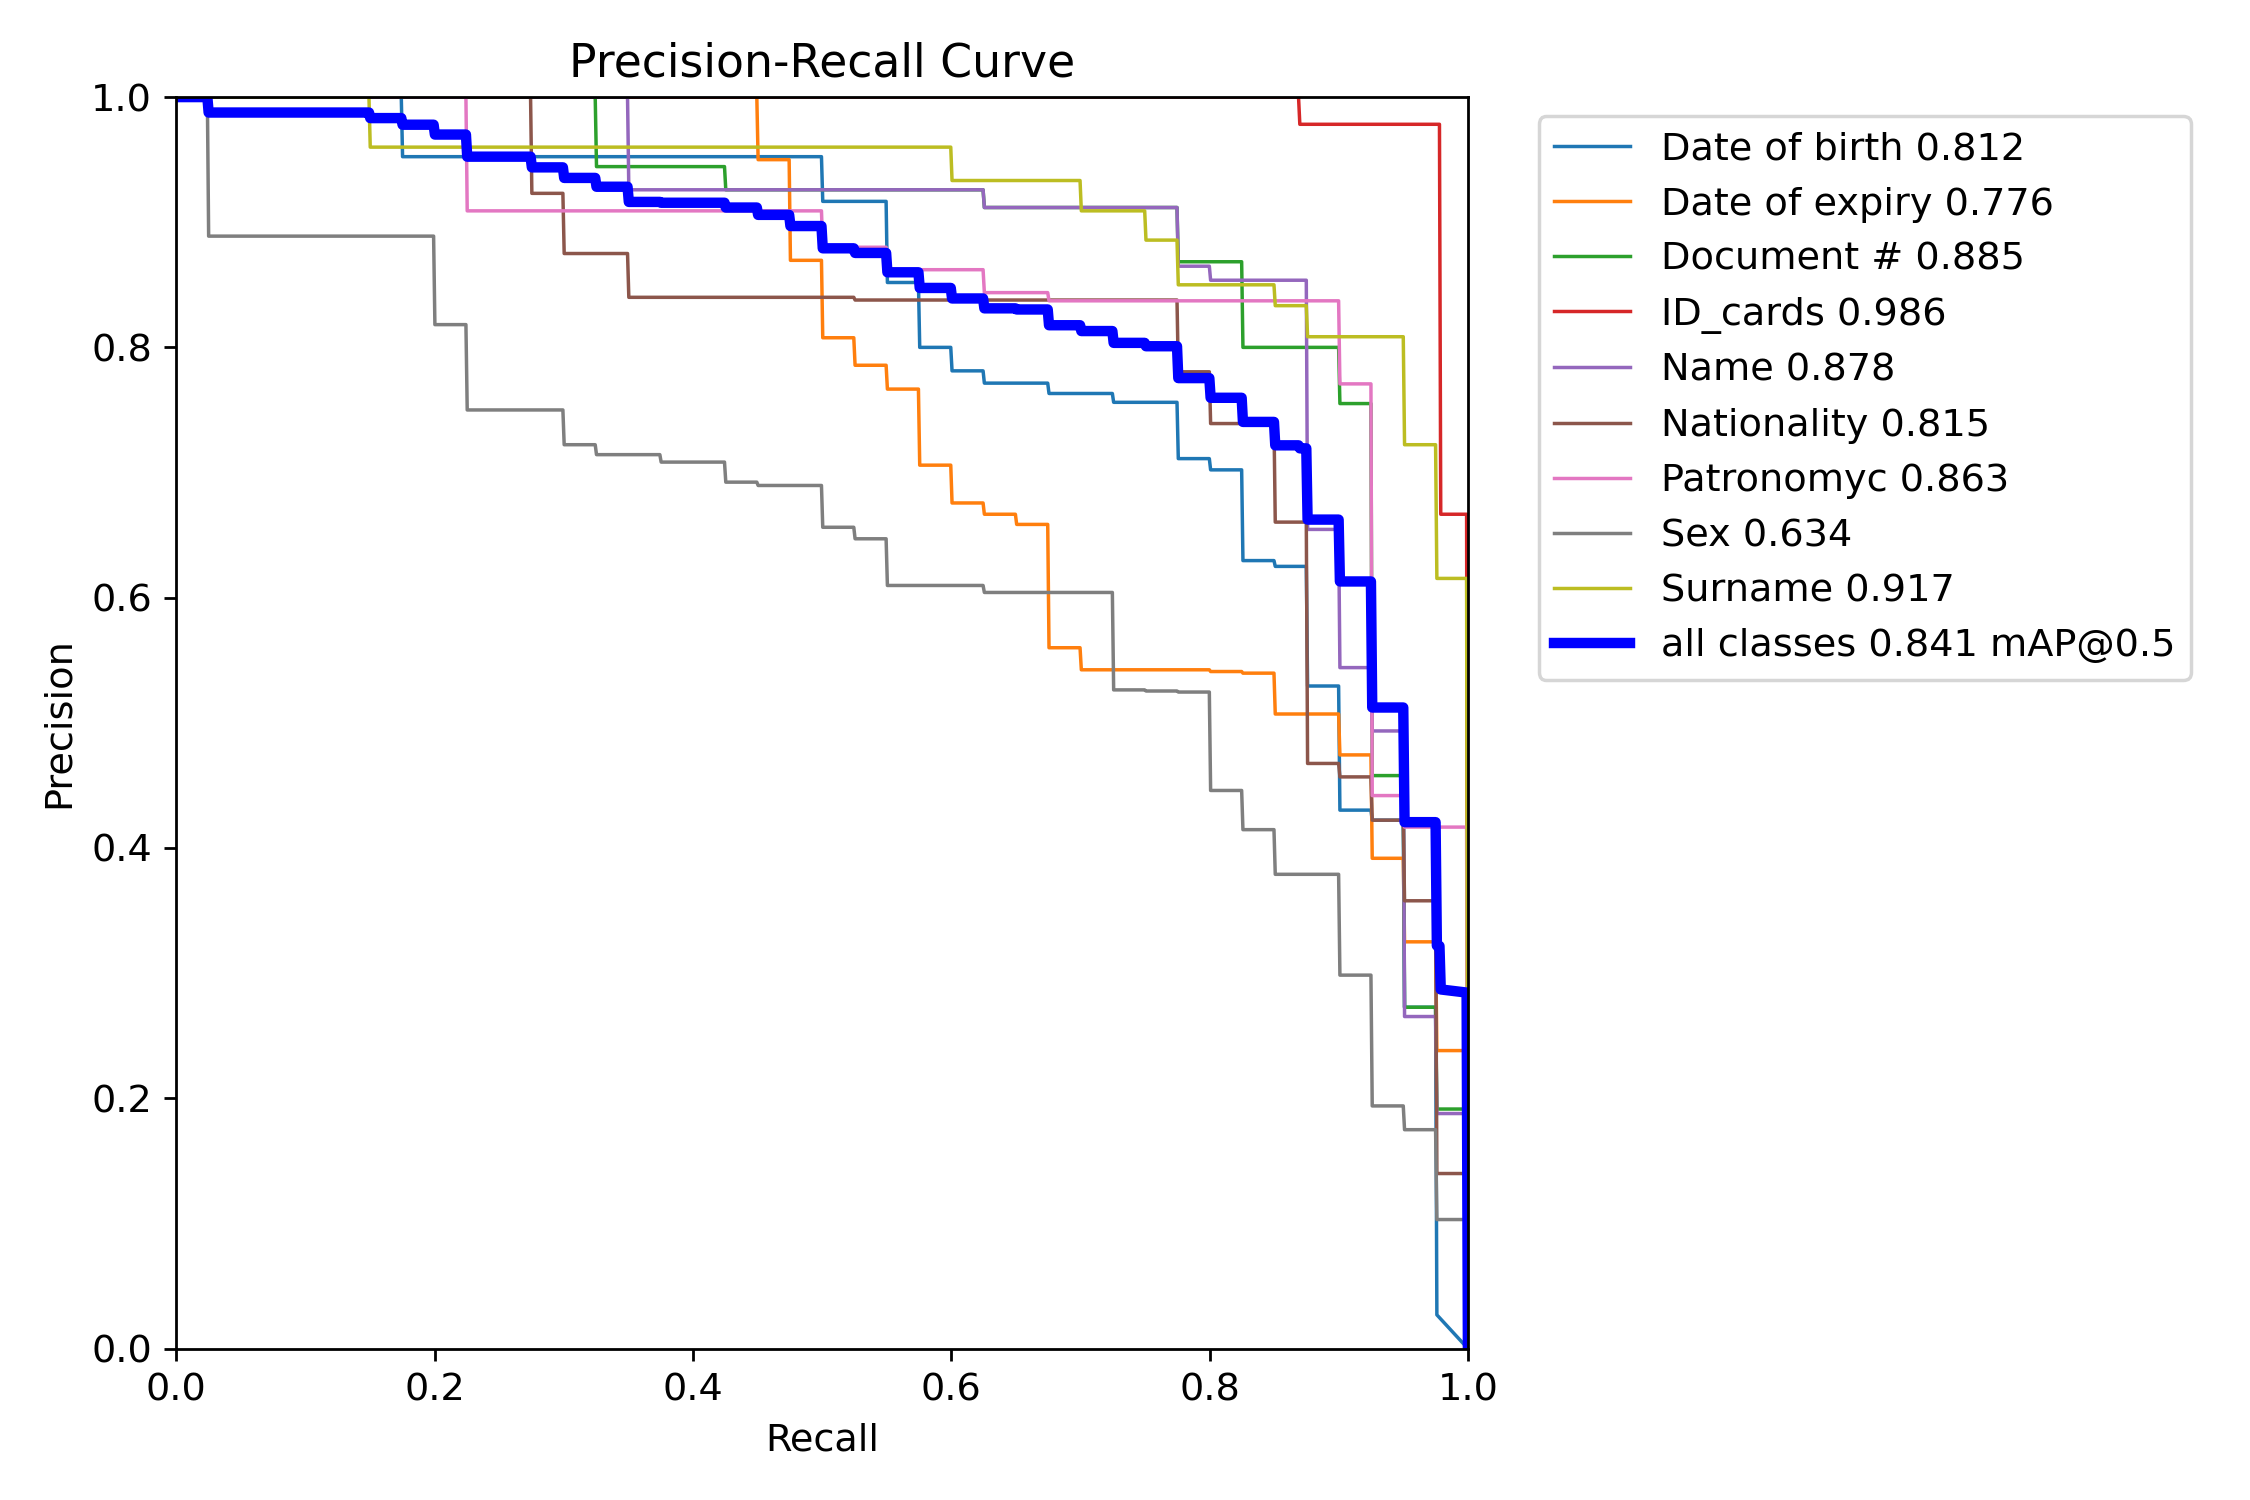 Precision-Recall Curve
1.0
0.8
0.6
0.4
0.2
0.0
Precision
0.0 0.2 0.4 0.6 0.8 1.0
Recall
Date of birth 0.812
Date of expiry 0.776
Document # 0.885
ID_cards 0.986
Name 0.878
Nationality 0.815
Patronomyc 0.863
Sex 0.634
Surname 0.917
all classes 0.841 mAP@0.5